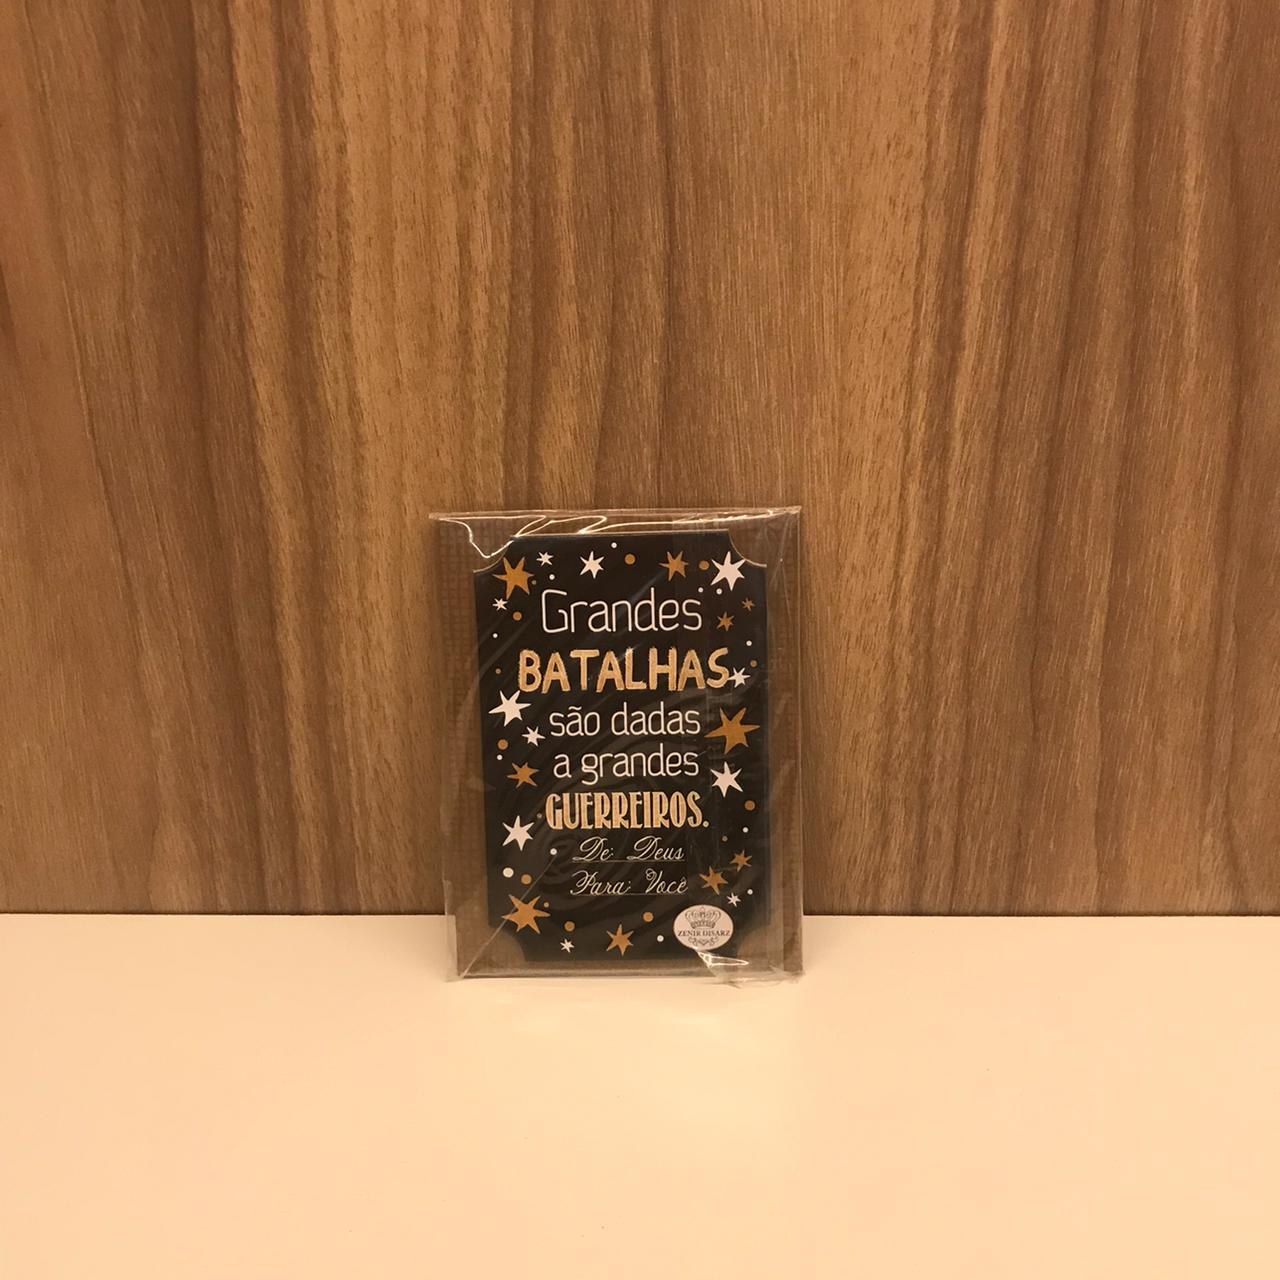 Grandes
BATALHAS
são dadas
a grandes
GUERREIROS.
De: Deus
Para: Você
ZENIR DISARZ